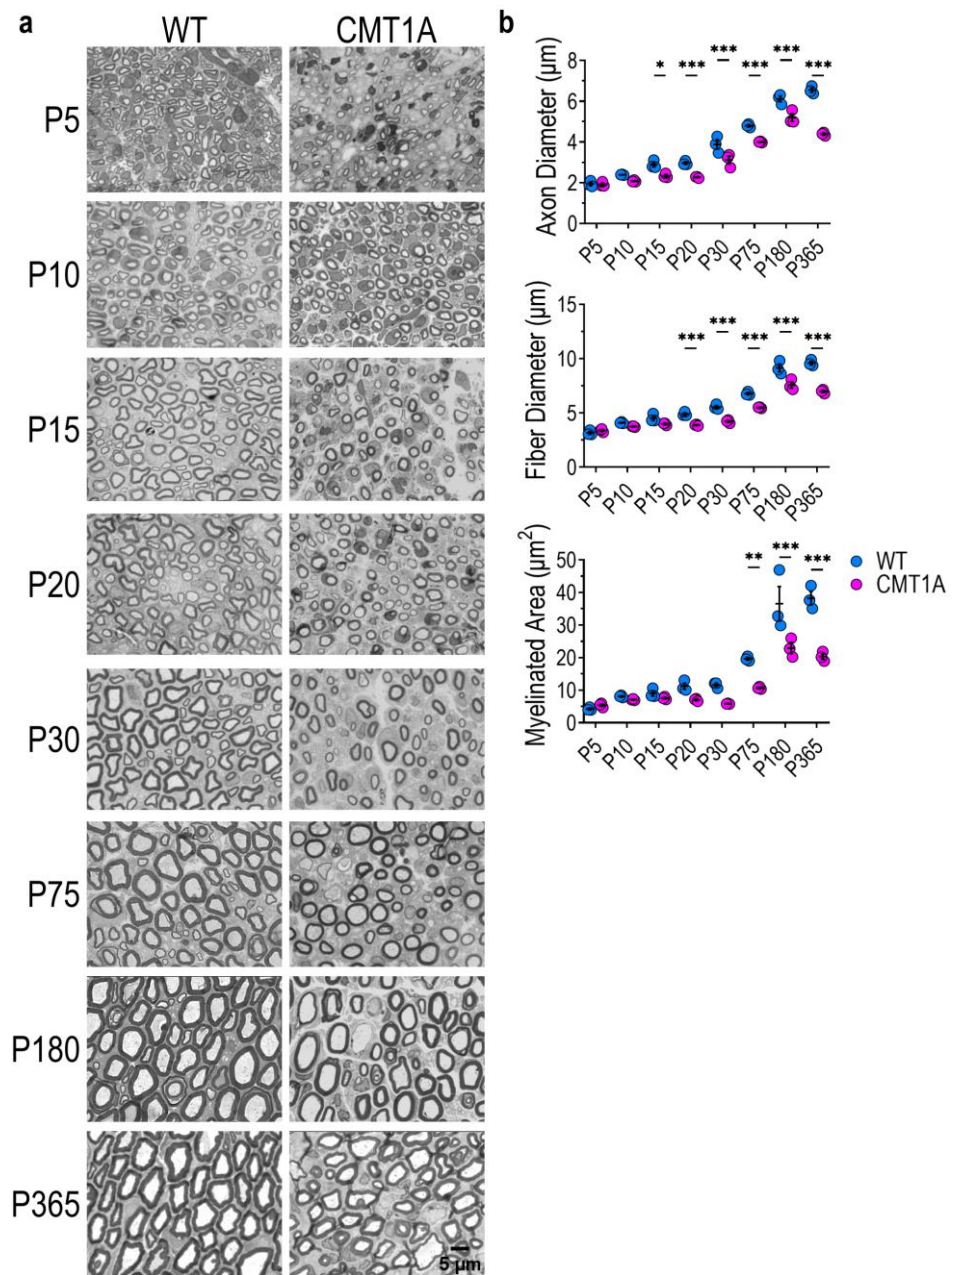 a
WT CMT1A
P5
P10
P15
P20
P30
P75
P180
P365
5 µm
b
Axon Diameter (µm)
8
6
4
2
0
* *** *** *** *** ***
P5 P10 P15 P20 P30 P75 P180 P365
Fiber Diameter (µm)
15
10
5
0
*** *** *** *** ***
P5 P10 P15 P20 P30 P75 P180 P365
Myelinated Area (µm²)
50
40
30
20
10
0
** *** ***
P5 P10 P15 P20 P30 P75 P180 P365
WT
CMT1A